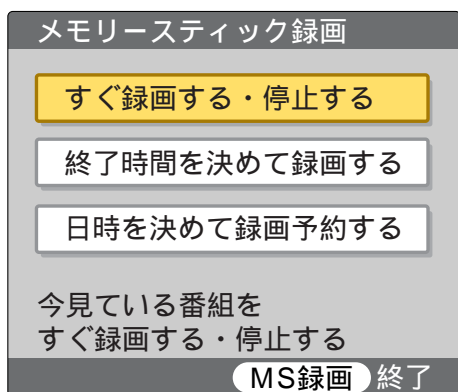 メモリースティック録画
すぐ録画する・停止する
終了時間を決めて録画する
日時を決めて録画予約する
今見ている番組を
すぐ録画する・停止する
MS録画 終了